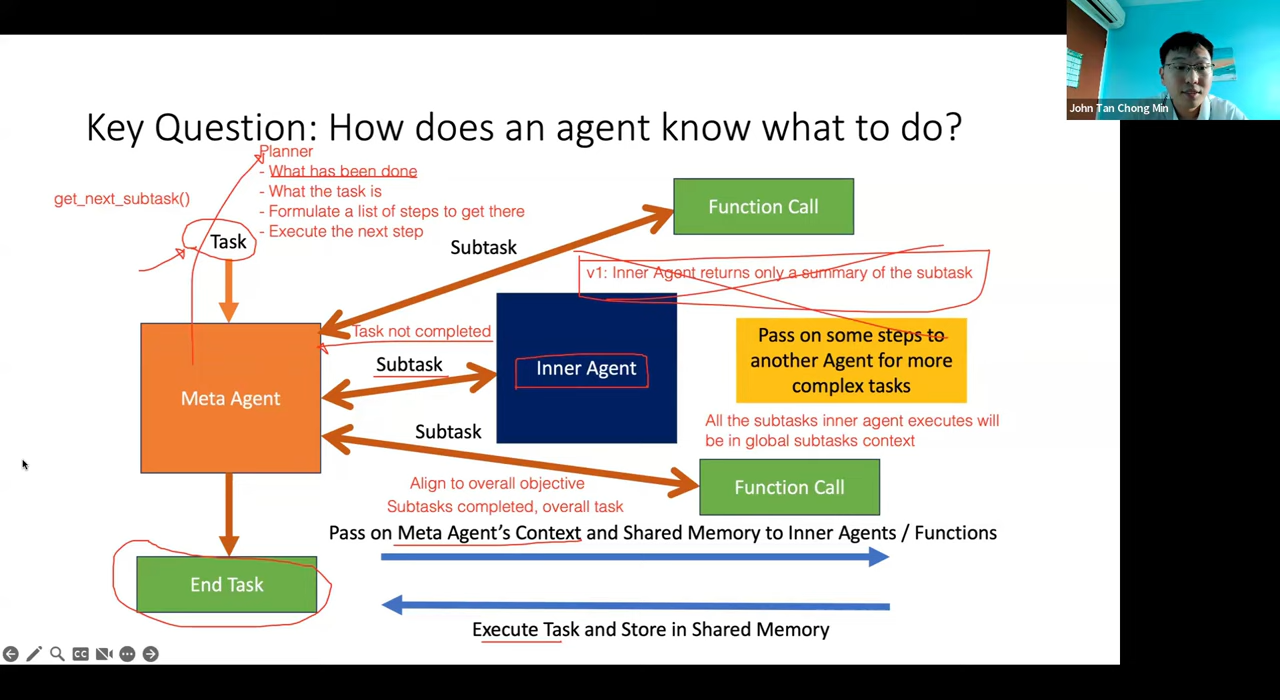 John Tan Chong Min
Key Question: How does an agent know what to do?
Planner
- What has been done
- What the task is
- Formulate a list of steps to get there
- Execute the next step
get_next_subtask()
Task
Subtask
Function Call
v1: Inner Agent returns only a summary of the subtask
Task not completed
Subtask
Inner Agent
Pass on some steps to
another Agent for more
complex tasks
Meta Agent
All the subtasks inner agent executes will
be in global subtasks context
Subtask
Align to overall objective
Subtasks completed, overall task
Function Call
Pass on Meta Agent's Context and Shared Memory to Inner Agents / Functions
End Task
Execute Task and Store in Shared Memory
CC